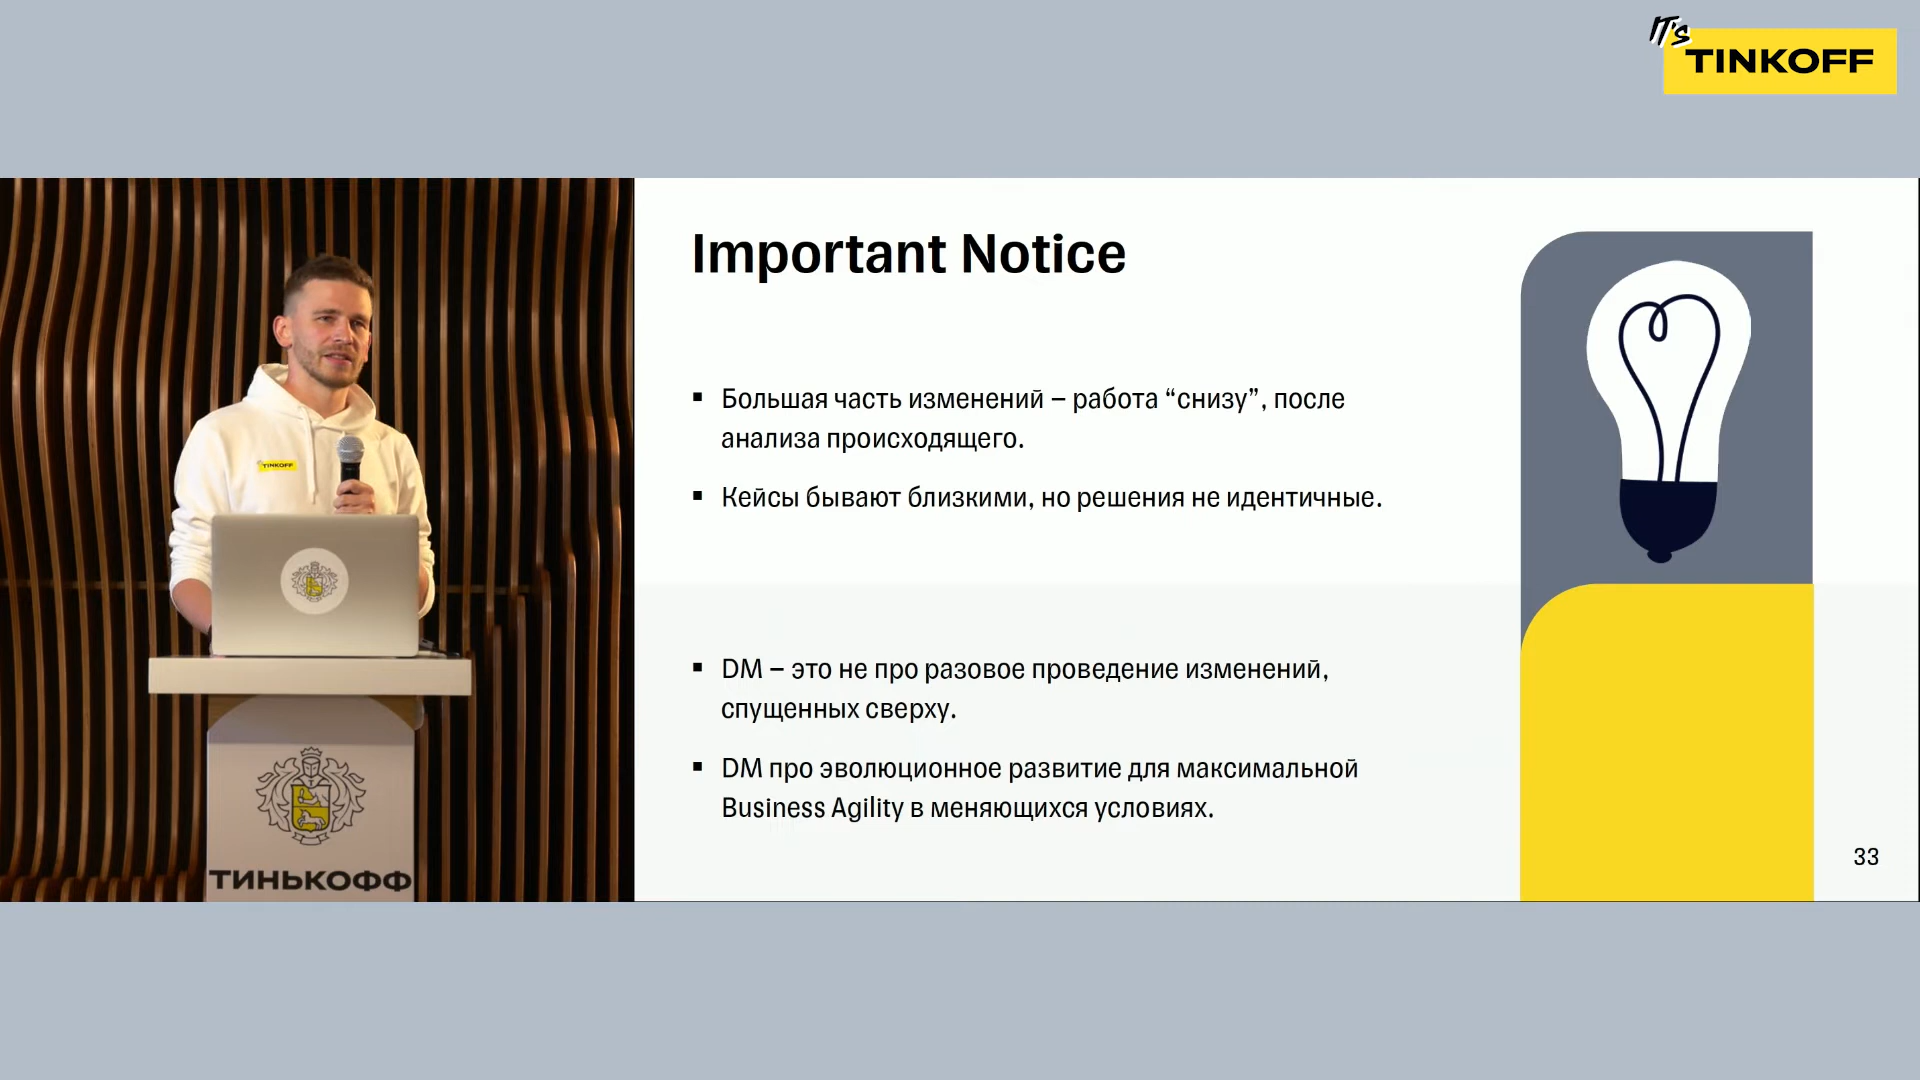 IT's
TINKOFF
Important Notice
▪ Большая часть изменений – работа “снизу”, после
анализа происходящего.
▪ Кейсы бывают близкими, но решения не идентичные.
▪ DM – это не про разовое проведение изменений,
спущенных сверху.
▪ DM про эволюционное развитие для максимальной
Business Agility в меняющихся условиях.
33
TINKOFF
ТИНЬКОФФ